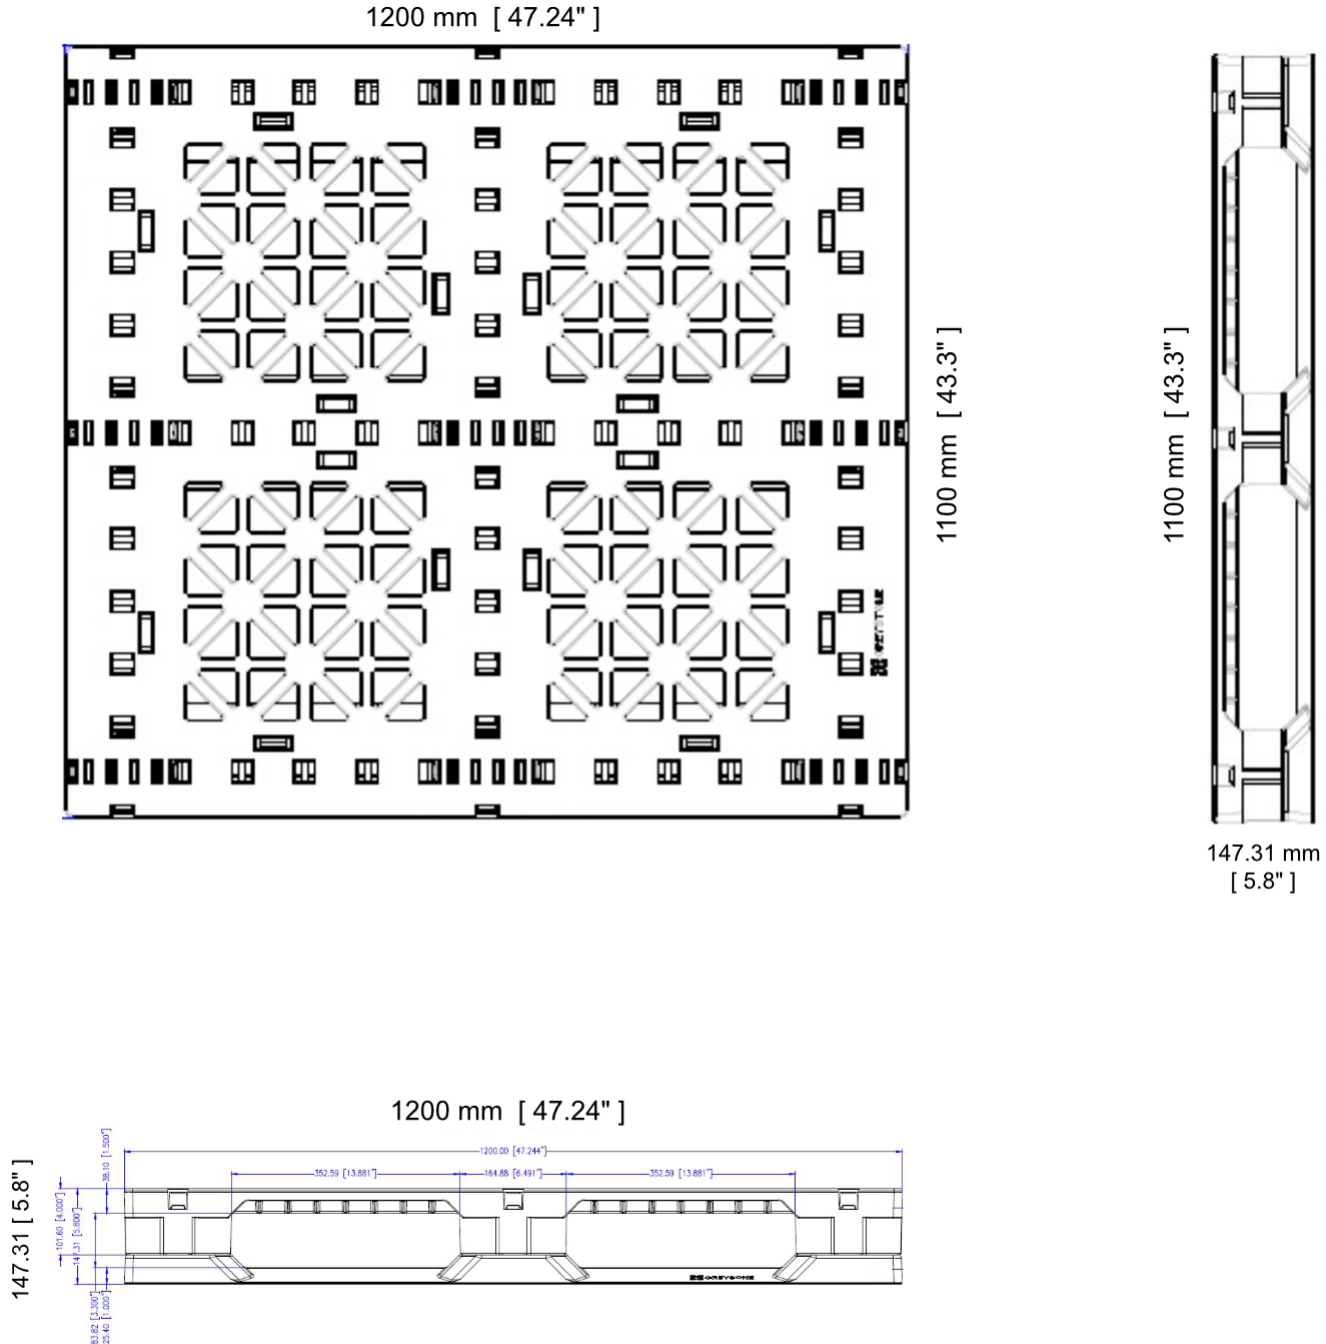 1200 mm [ 47.24" ]
1100 mm [ 43.3" ]
1100 mm [ 43.3" ]
147.31 mm
[ 5.8" ]
1200 mm [ 47.24" ]
147.31 [ 5.8" ]
1200.00 [47.244"]
352.59 [13.881"]
164.88 [6.491"]
352.59 [13.881"]
38.10 [1.500"]
101.60 [4.000"]
147.31 [5.800"]
83.82 [3.300"]
25.40 [1.000"]